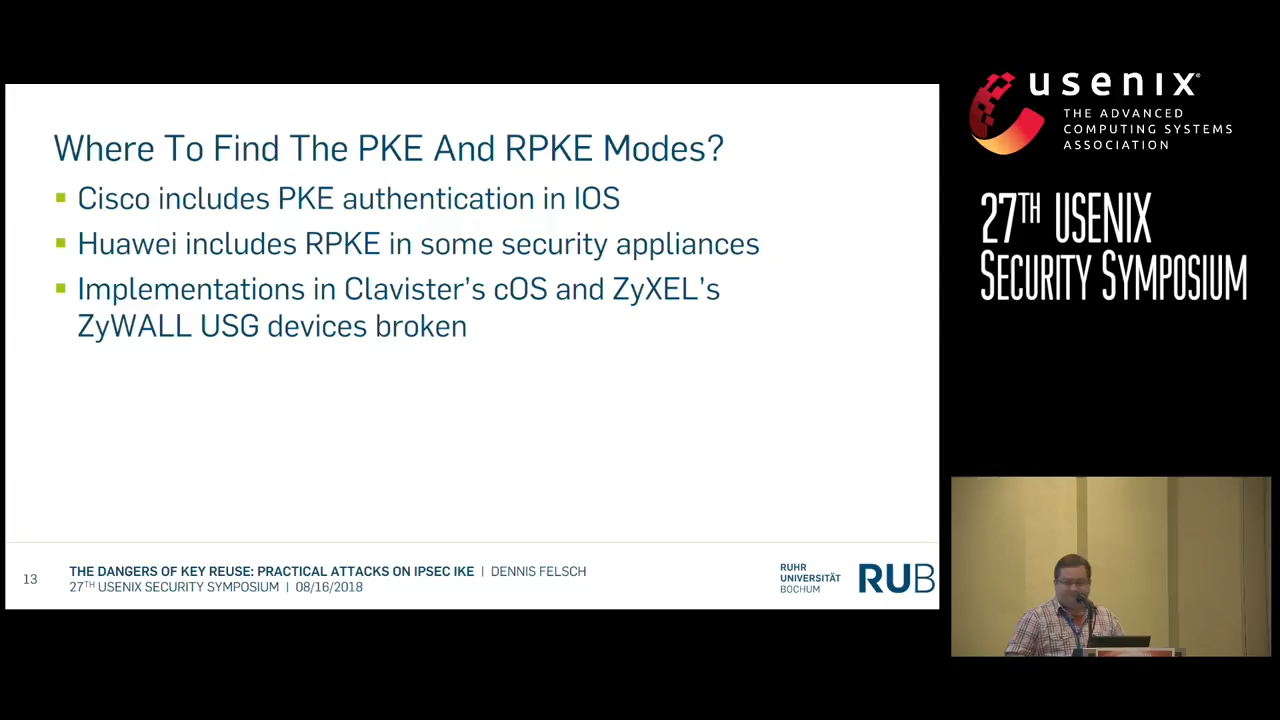 Where To Find The PKE And RPKE Modes?
Cisco includes PKE authentication in IOS
Huawei includes RPKE in some security appliances
Implementations in Clavister's cOS and ZyXEL's
ZyWALL USG devices broken
13
THE DANGERS OF KEY REUSE: PRACTICAL ATTACKS ON IPSEC IKE | DENNIS FELSCH
27TH USENIX SECURITY SYMPOSIUM | 08/16/2018
RUHR
UNIVERSITÄT
BOCHUM
RUB
usenix
THE ADVANCED
COMPUTING SYSTEMS
ASSOCIATION
27TH USENIX
SECURITY SYMPOSIUM